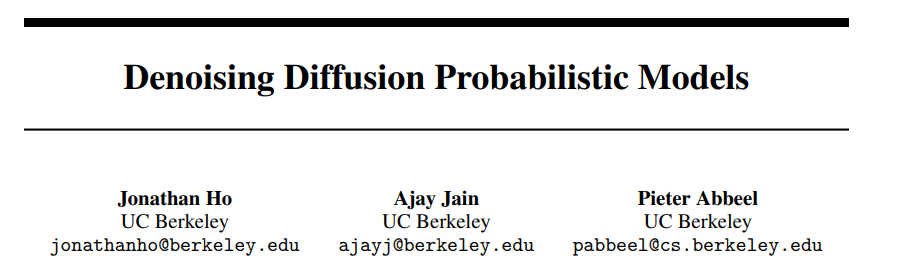 Denoising Diffusion Probabilistic Models
Jonathan Ho Ajay Jain Pieter Abbeel
UC Berkeley UC Berkeley UC Berkeley
jonathanho@berkeley.edu ajayj@berkeley.edu pabbeel@cs.berkeley.edu